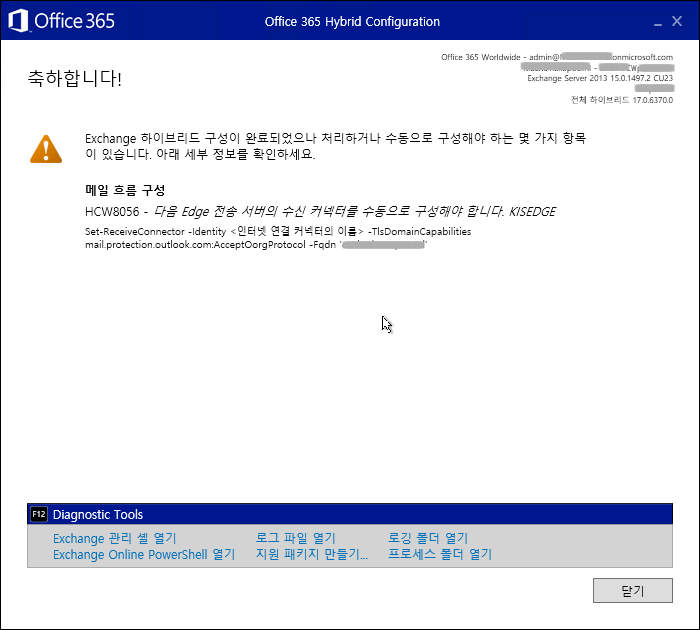 Office 365
Office 365 Hybrid Configuration
축하합니다!
Office 365 Worldwide - admin@ onmicrosoft.com
-
Exchange Server 2013 15.0.1497.2 CU23
전체 하이브리드 17.0.6370.0
Exchange 하이브리드 구성이 완료되었으나 처리하거나 수동으로 구성해야 하는 몇 가지 항목
이 있습니다. 아래 세부 정보를 확인하세요.
메일 흐름 구성
HCW8056 - 다음 Edge 전송 서버의 수신 커넥터를 수동으로 구성해야 합니다. KISEDGE
Set-ReceiveConnector -Identity <인터넷 연결 커넥터의 이름> -TlsDomainCapabilities
mail.protection.outlook.com:AcceptOorgProtocol -Fqdn ' '
F12 Diagnostic Tools
Exchange 관리 셸 열기 로그 파일 열기 로깅 폴더 열기
Exchange Online PowerShell 열기 지원 패키지 만들기... 프로세스 폴더 열기
닫기